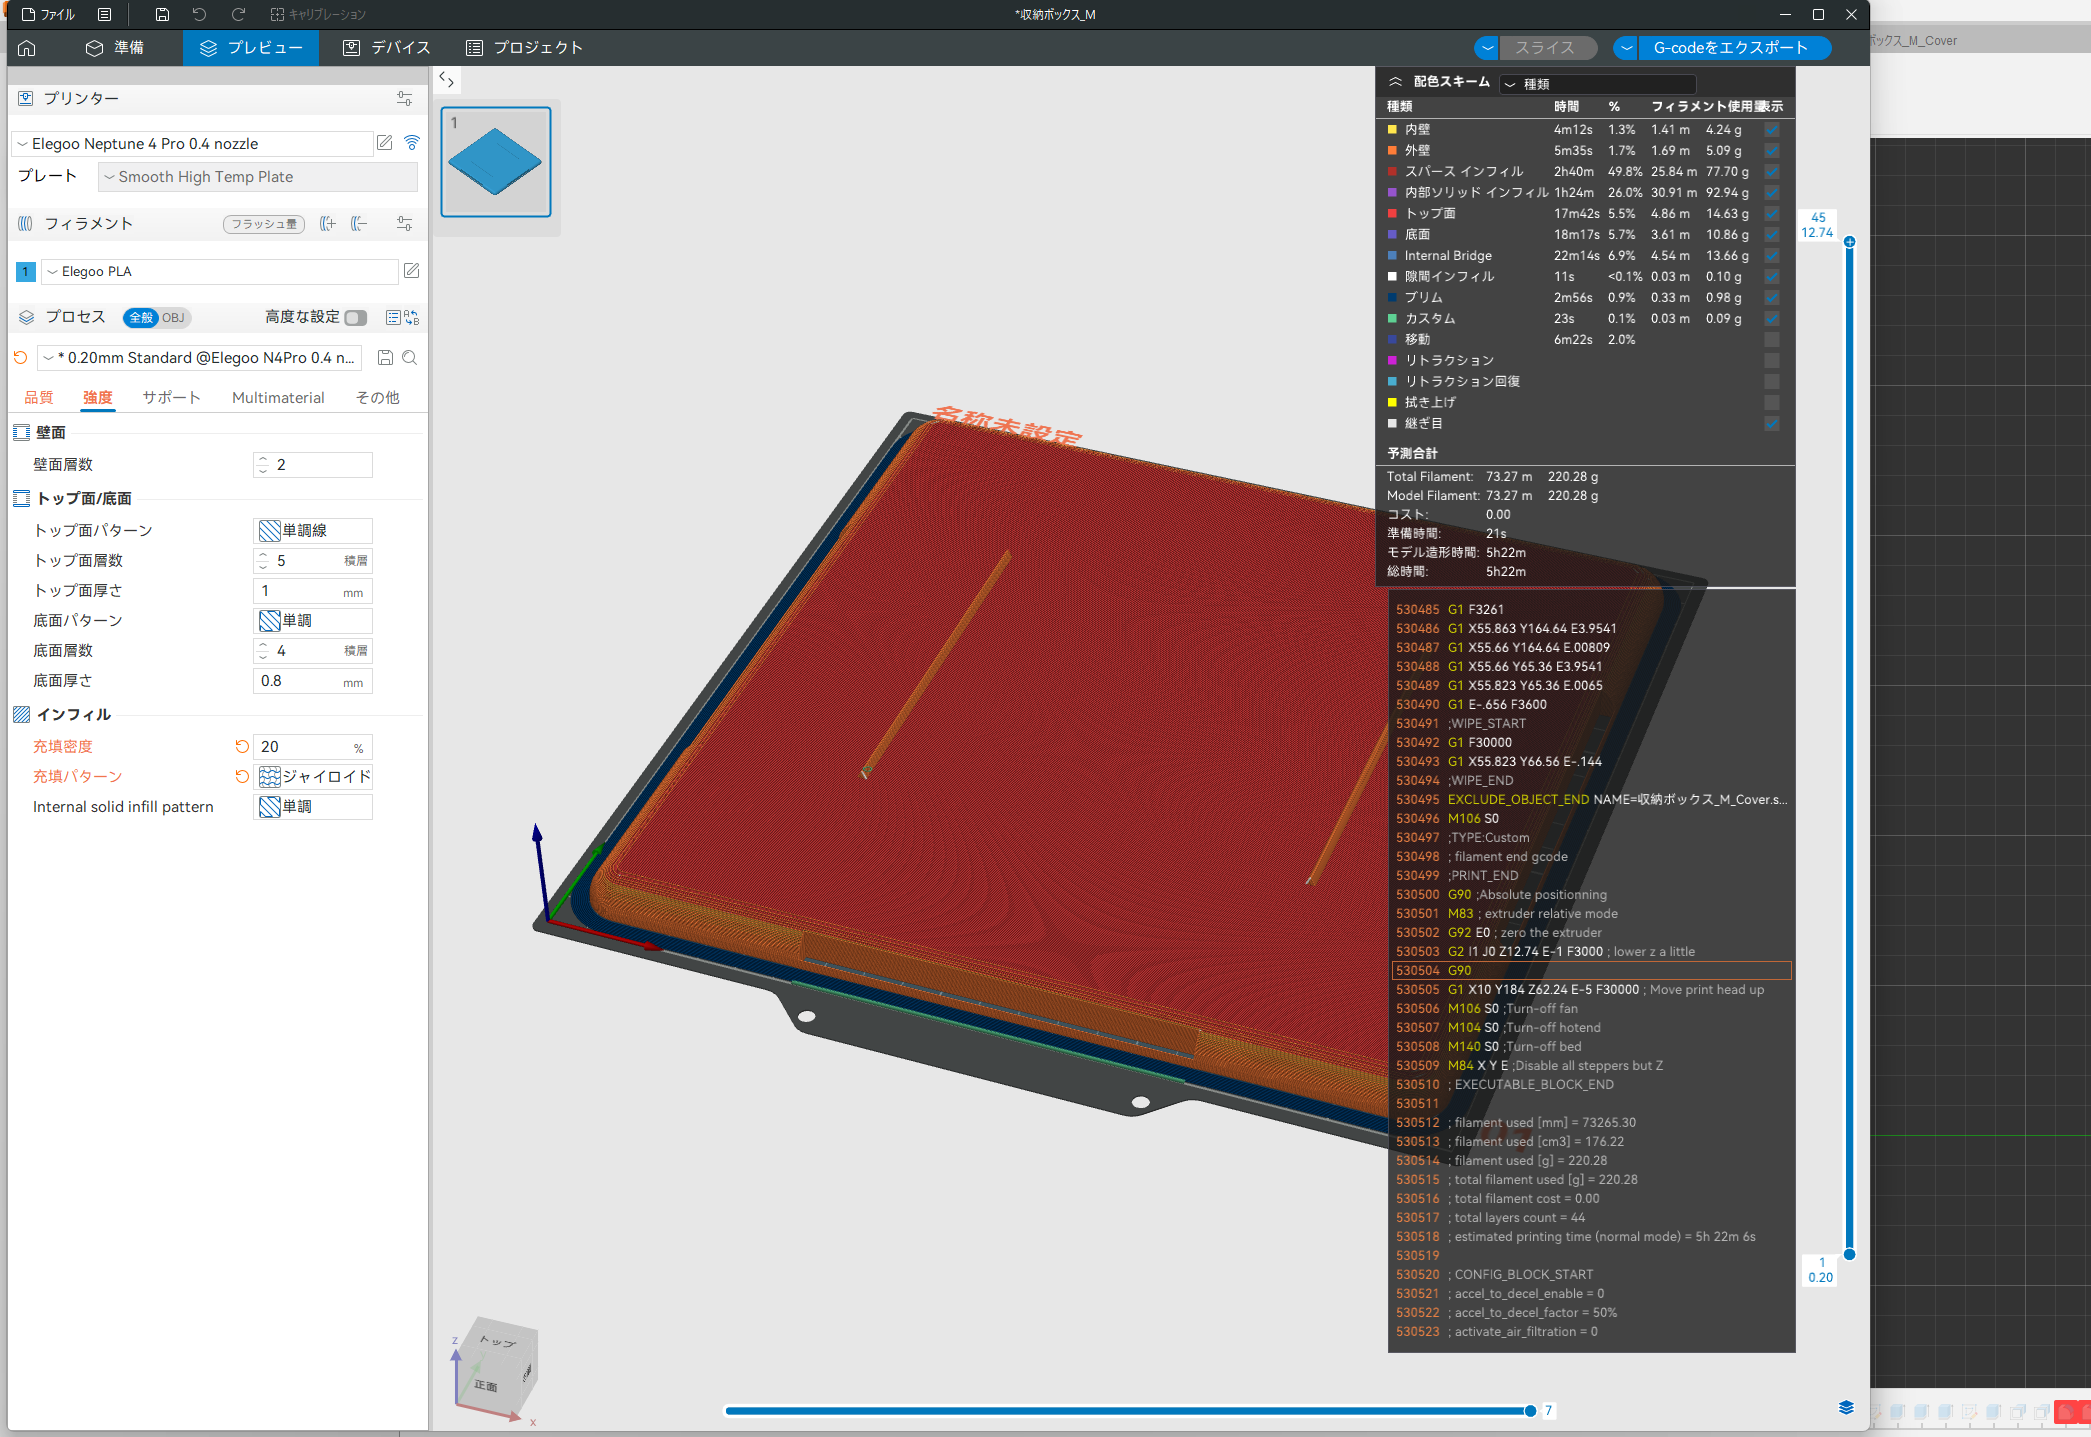 ファイル
キャリブレーション
*収納ボックス_M
準備
プレビュー
デバイス
プロジェクト
スライス
G-codeをエクスポート
ボックス_M_Cover
プリンター
Elegoo Neptune 4 Pro 0.4 nozzle
プレート
Smooth High Temp Plate
フィラメント
フラッシュ量
1
Elegoo PLA
プロセス
全般
OBJ
高度な設定
* 0.20mm Standard @Elegoo N4Pro 0.4 n...
品質
強度
サポート
Multimaterial
その他
壁面
壁面層数 2
トップ面/底面
トップ面パターン 単調線
トップ面層数 5 積層
トップ面厚さ 1 mm
底面パターン 単調
底面層数 4 積層
底面厚さ 0.8 mm
インフィル
充填密度 20 %
充填パターン ジャイロイド
Internal solid infill pattern 単調
1
名称未設定
配色スキーム 種類
種類 時間 % フィラメント使用量 表示
内壁 4m12s 1.3% 1.41 m 4.24 g
外壁 5m35s 1.7% 1.69 m 5.09 g
スパース インフィル 2h40m 49.8% 25.84 m 77.70 g
内部ソリッド インフィル 1h24m 26.0% 30.91 m 92.94 g
トップ面 17m42s 5.5% 4.86 m 14.63 g
底面 18m17s 5.7% 3.61 m 10.86 g
Internal Bridge 22m14s 6.9% 4.54 m 13.66 g
隙間インフィル 11s <0.1% 0.03 m 0.10 g
ブリム 2m56s 0.9% 0.33 m 0.98 g
カスタム 23s 0.1% 0.03 m 0.09 g
移動 6m22s 2.0%
リトラクション
リトラクション回復
拭き上げ
継ぎ目
予測合計
Total Filament: 73.27 m 220.28 g
Model Filament: 73.27 m 220.28 g
コスト: 0.00
準備時間: 21s
モデル造形時間: 5h22m
総時間: 5h22m
530485 G1 F3261
530486 G1 X55.863 Y164.64 E3.9541
530487 G1 X55.66 Y164.64 E.00809
530488 G1 X55.66 Y65.36 E3.9541
530489 G1 X55.823 Y65.36 E.0065
530490 G1 E-.656 F3600
530491 ;WIPE_START
530492 G1 F30000
530493 G1 X55.823 Y66.56 E-.144
530494 ;WIPE_END
530495 EXCLUDE_OBJECT_END NAME=収納ボックス_M_Cover.s...
530496 M106 S0
530497 ;TYPE:Custom
530498 ; filament end gcode
530499 ;PRINT_END
530500 G90 ;Absolute positionning
530501 M83 ; extruder relative mode
530502 G92 E0 ; zero the extruder
530503 G2 I1 J0 Z12.74 E-1 F3000 ; lower z a little
530504 G90
530505 G1 X10 Y184 Z62.24 E-5 F30000 ; Move print head up
530506 M106 S0 ;Turn-off fan
530507 M104 S0 ;Turn-off hotend
530508 M140 S0 ;Turn-off bed
530509 M84 X Y E ;Disable all steppers but Z
530510 ; EXECUTABLE_BLOCK_END
530511
530512 ; filament used [mm] = 73265.30
530513 ; filament used [cm3] = 176.22
530514 ; filament used [g] = 220.28
530515 ; total filament used [g] = 220.28
530516 ; total filament cost = 0.00
530517 ; total layers count = 44
530518 ; estimated printing time (normal mode) = 5h 22m 6s
530519
530520 ; CONFIG_BLOCK_START
530521 ; accel_to_decel_enable = 0
530522 ; accel_to_decel_factor = 50%
530523 ; activate_air_filtration = 0
45
12.74
1
0.20
7
トップ
正面
z
x